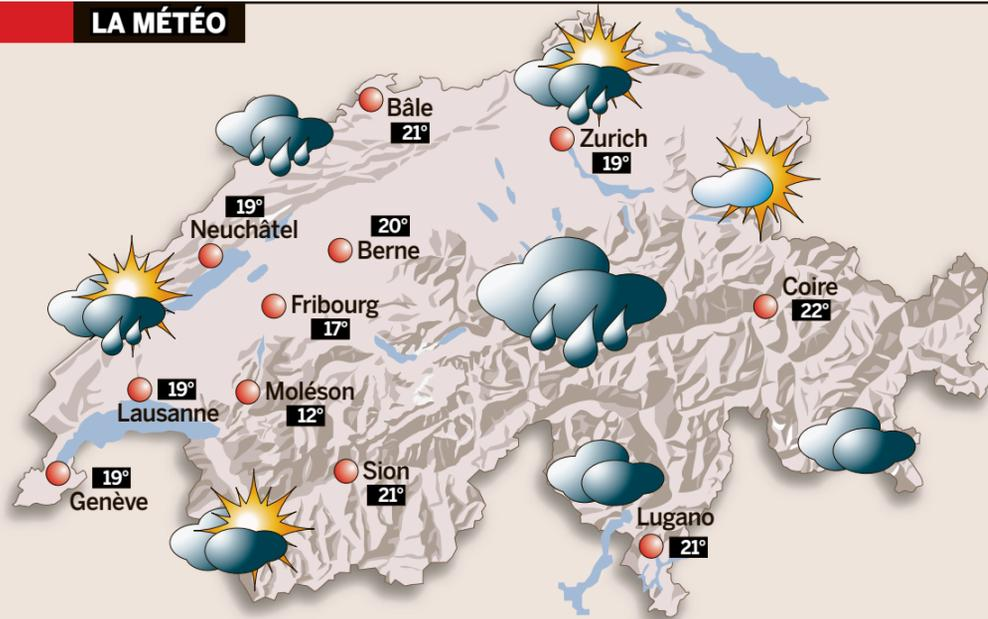 LA MÉTÉO
Bâle
21°
Zurich
19°
19°
Neuchâtel
20°
Berne
Fribourg
17°
Coire
22°
19°
Lausanne
Moléson
12°
19°
Genève
Sion
21°
Lugano
21°